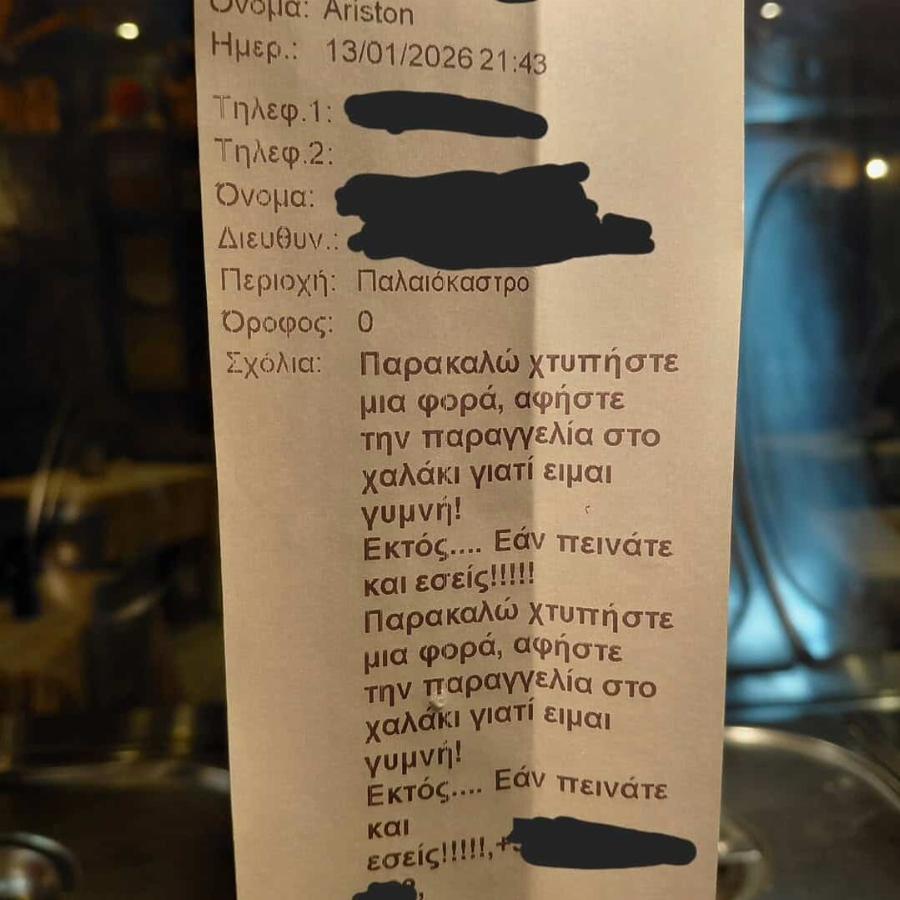 Όνομα: Ariston
Ημερ.: 13/01/2026 21:43
Τηλεφ.1:
Τηλεφ.2:
Όνομα:
Διευθυν.:
Περιοχή: Παλαιόκαστρο
Όροφος: 0
Σχόλια: Παρακαλώ χτυπήστε
μια φορά, αφήστε
την παραγγελία στο
χαλάκι γιατί ειμαι
γυμνή!
Εκτός.... Εάν πεινάτε
και εσείς!!!!!
Παρακαλώ χτυπήστε
μια φορά, αφήστε
την παραγγελία στο
χαλάκι γιατί ειμαι
γυμνή!
Εκτός.... Εάν πεινάτε
και
εσείς!!!!!,+